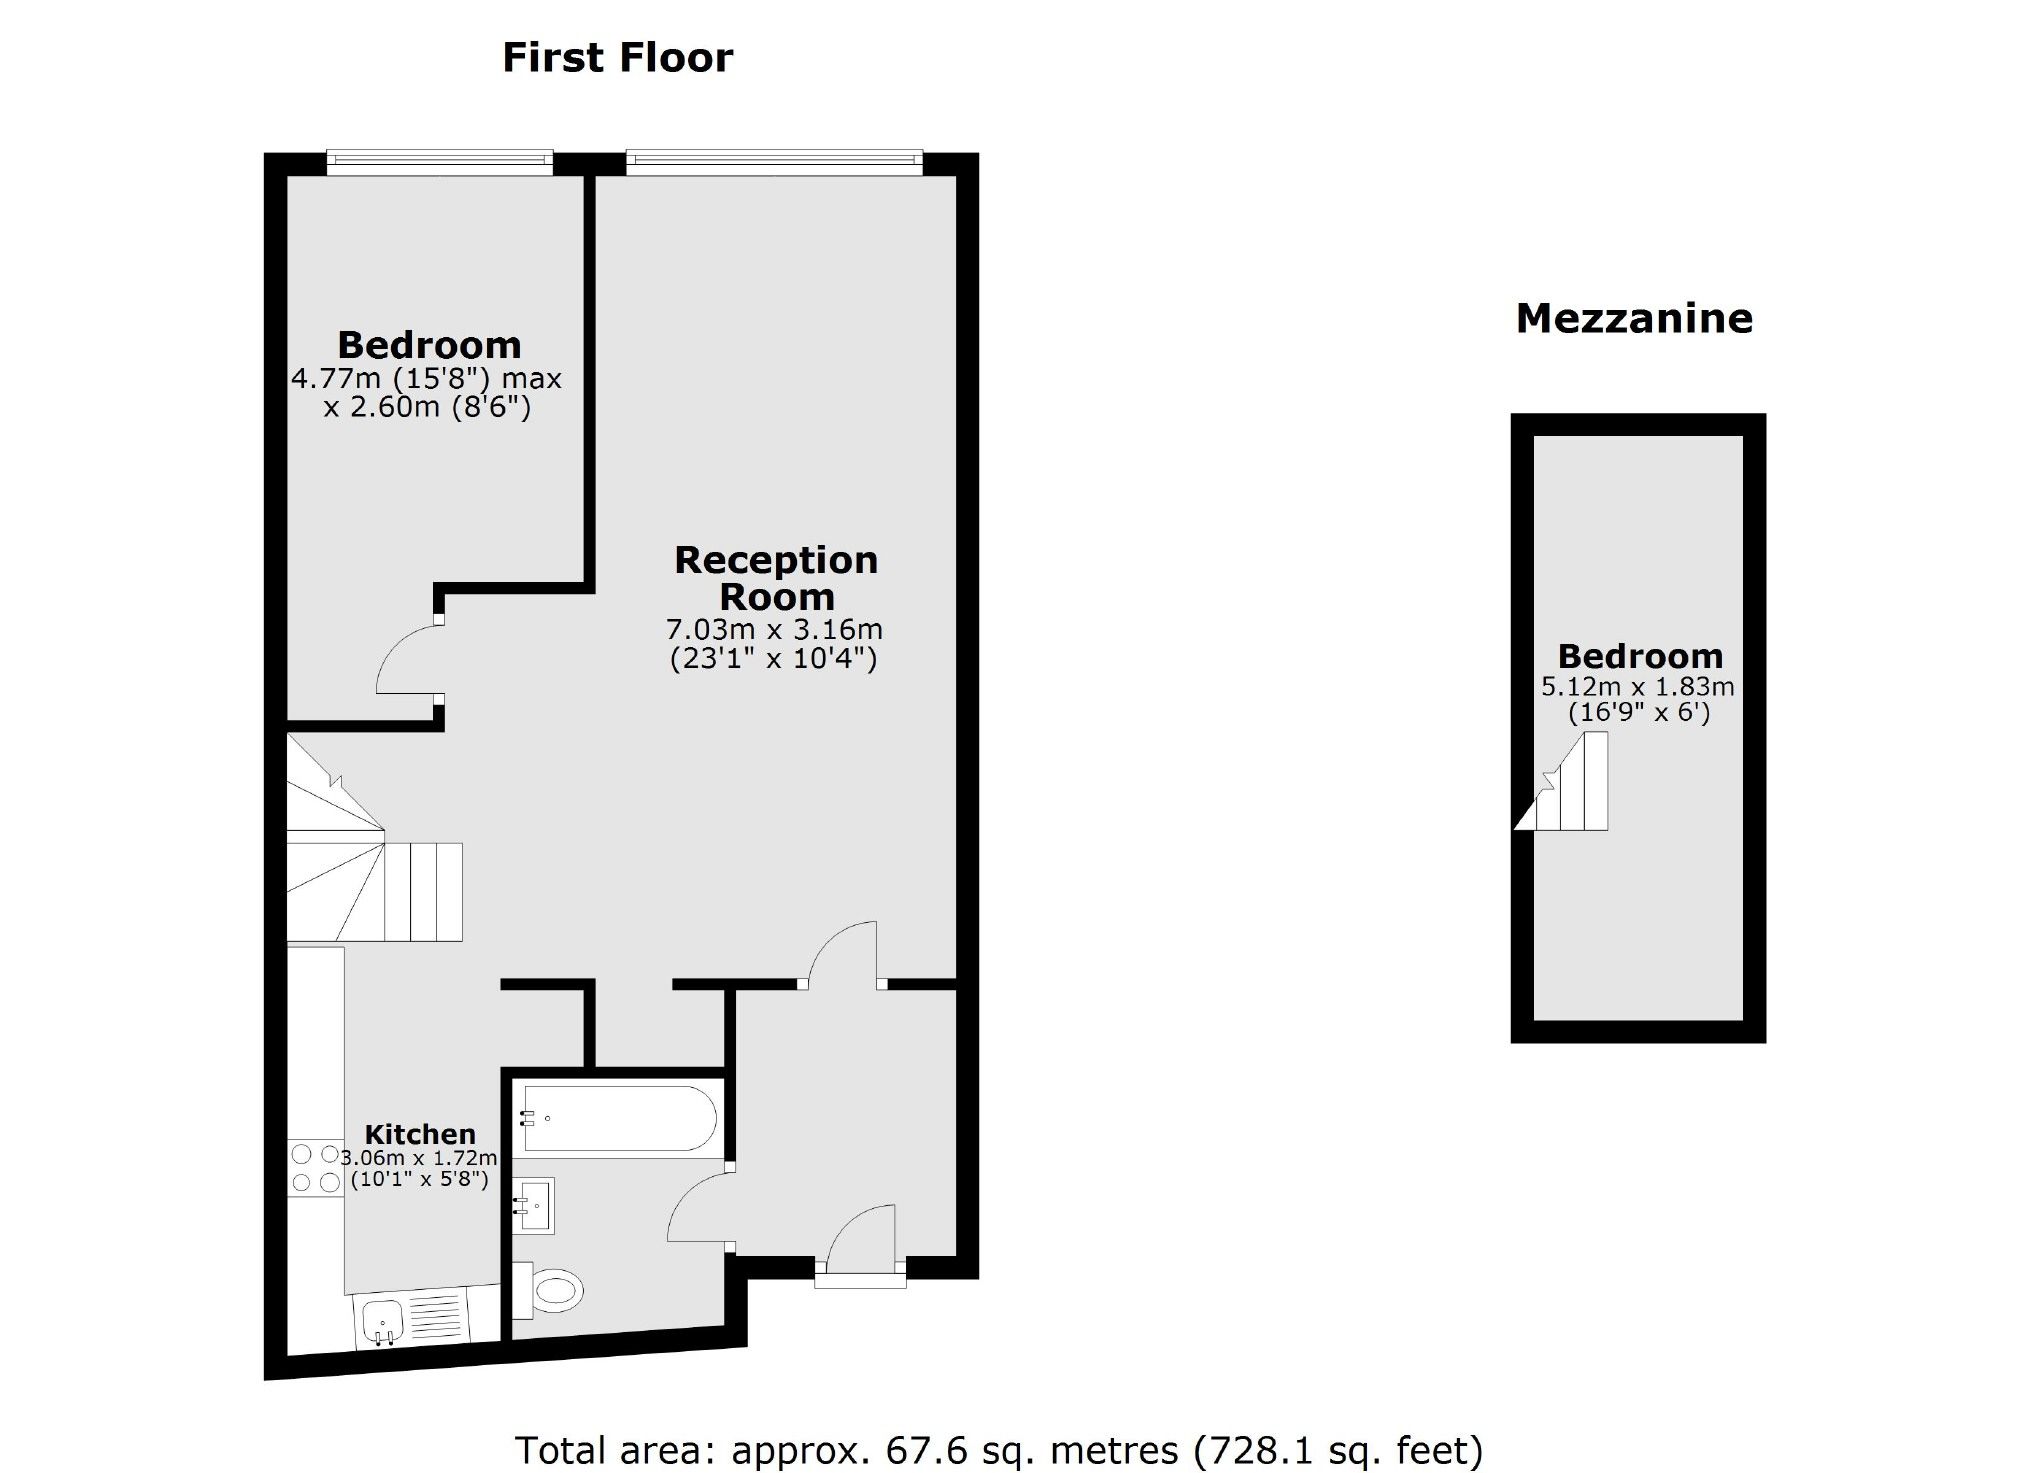 First Floor
Bedroom
4.77m (15'8") max
x 2.60m (8'6")
Reception
Room
7.03m x 3.16m
(23'1" x 10'4")
Kitchen
3.06m x 1.72m
(10'1" x 5'8")
Mezzanine
Bedroom
5.12m x 1.83m
(16'9" x 6')
Total area: approx. 67.6 sq. metres (728.1 sq. feet)